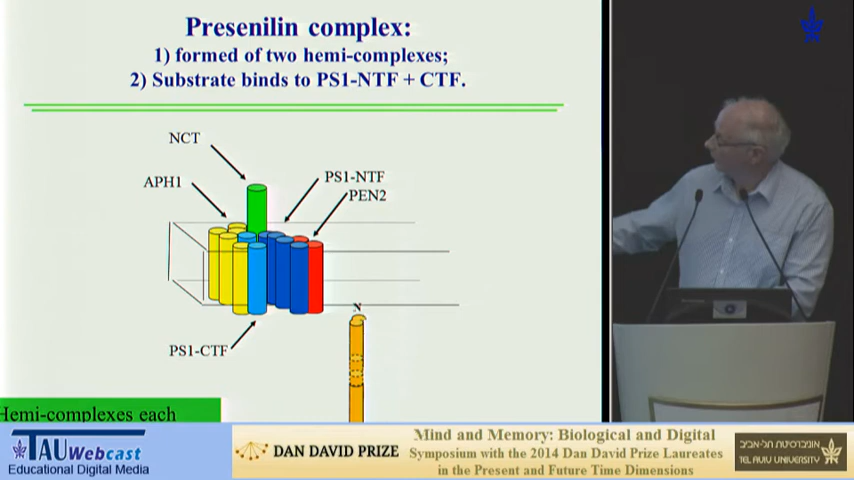 Presenilin complex:
1) formed of two hemi-complexes;
2) Substrate binds to PS1-NTF + CTF.
NCT
APH1
PS1-NTF
PEN2
N
PS1-CTF
Hemi-complexes each
TAU Webcast
Educational Digital Media
DAN DAVID PRIZE
Mind and Memory: Biological and Digital
Symposium with the 2014 Dan David Prize Laureates
in the Present and Future Time Dimensions
אוניברסיטת תל-אביב
TEL AVIV UNIVERSITY